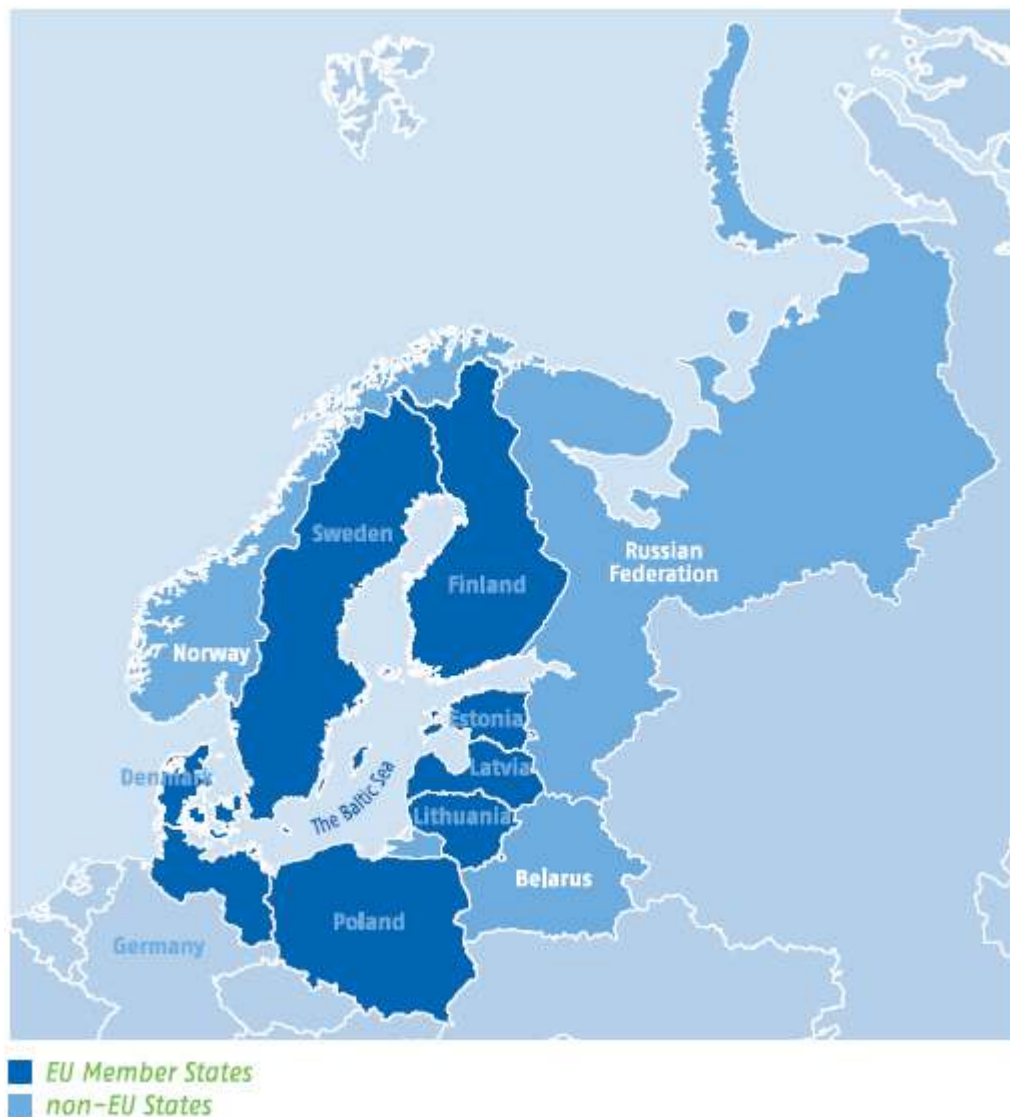 Sweden
Russian
Federation
Finland
Norway
Estonia
Denmark
Latvia
The Baltic Sea
Lithuania
Belarus
Poland
Germany
EU Member States
non-EU States